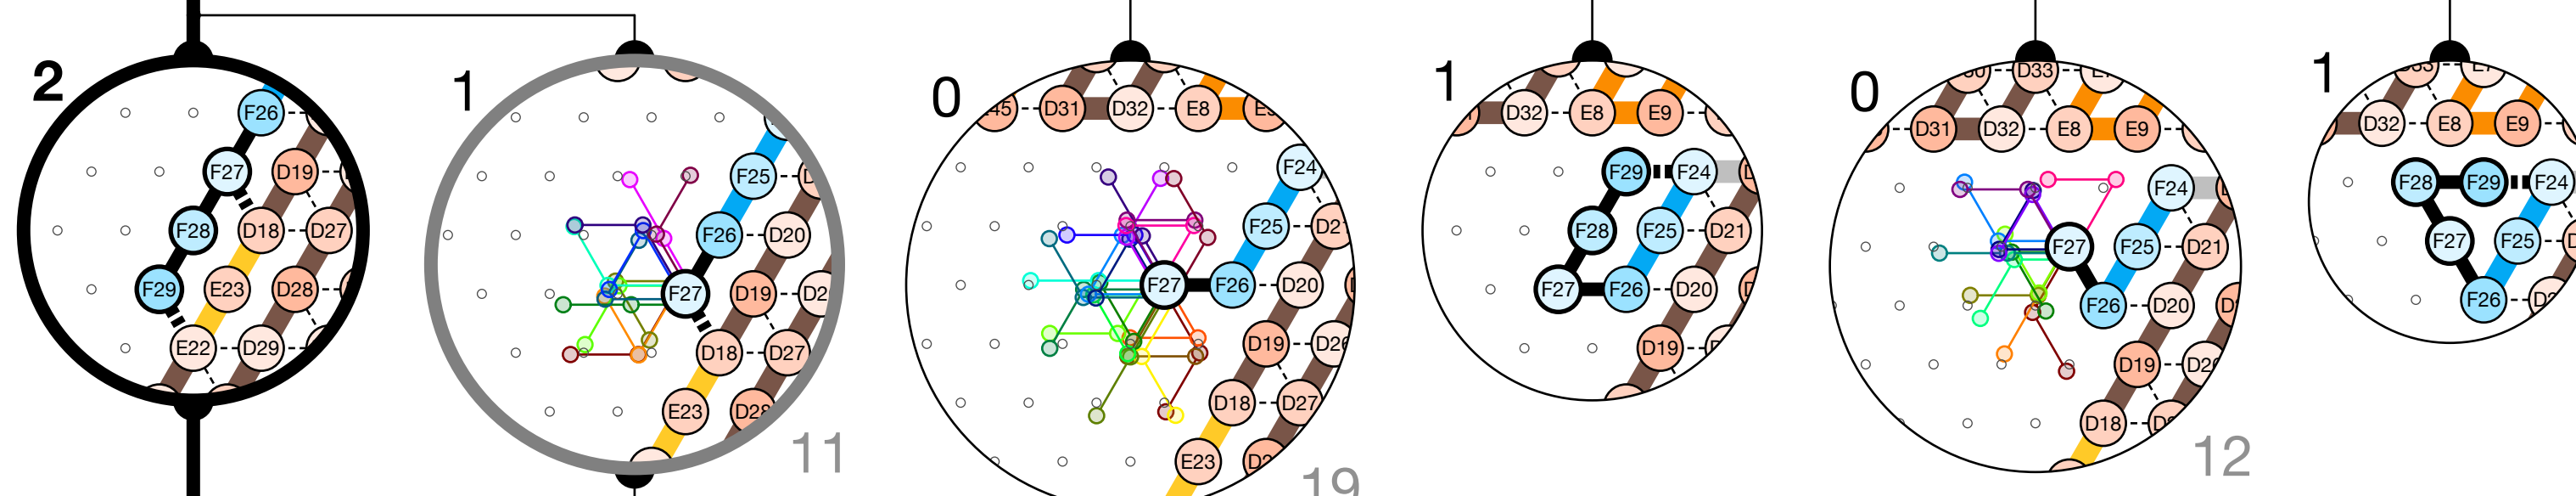 2
F26
F27 D19
F28 D18 D27
F29 E23 D28
E22 D29
1
F25
F26 D20
F27 D19
D18 D27
E23 D28
11
0
D31 D32 E8
F24
F25
F27 F26 D20
D19 D26
D18 D27
E23
19
1
D32 E8 E9
F29 F24
F28 F25 D21
F27 F26 D20
D19
0
D33
D31 D32 E8 E9
F24
F27 F25 D21
F26 D20
D19
D18
12
1
D32 E8 E9
F28 F29 F24
F27 F25
F26